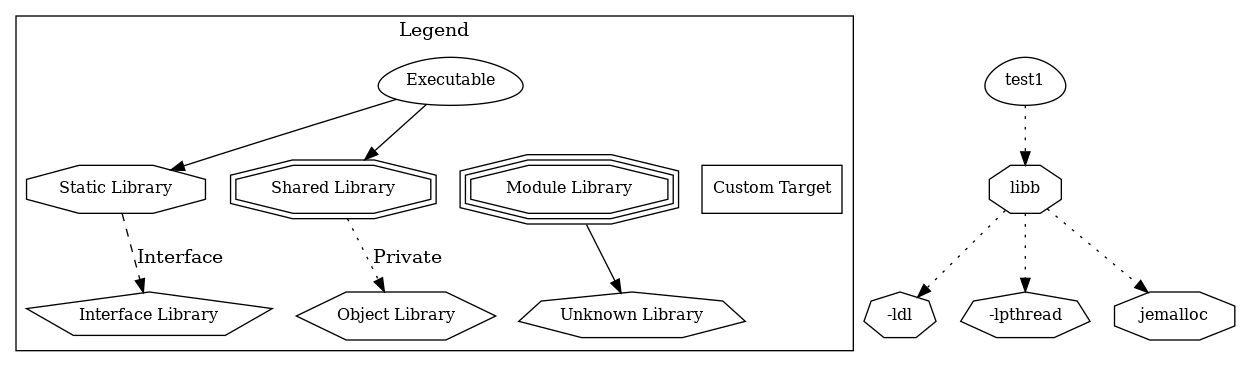 Legend
Executable
test1
Static Library
Shared Library
Module Library
Custom Target
libb
Interface
Private
Interface Library
Object Library
Unknown Library
-ldl
-lpthread
jemalloc